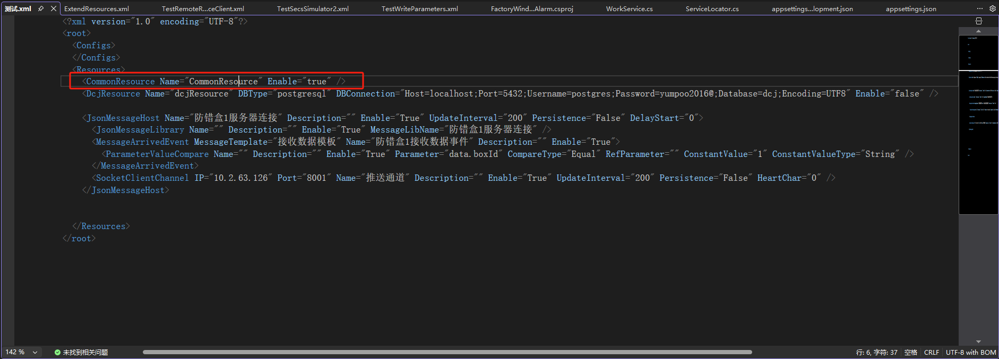 测试.xml ExtendResources.xml TestRemoteR...ceClient.xml TestSecsSimulator2.xml TestWriteParameters.xml FactoryWind...Alarm.csproj WorkService.cs ServiceLocator.cs appsettings...lopment.json appsettings.json
<?xml version="1.0" encoding="UTF-8"?>
<root>
<Configs>
</Configs>
<Resources>
<CommonResource Name="CommonResource" Enable="true" />
<DcjResource Name="dcjResource" DBType="postgresql" DBConnection="Host=localhost;Port=5432;Username=postgres;Password=yumpoo2016@;Database=dcj;Encoding=UTF8" Enable="false" />
<JsonMessageHost Name="防错盒1服务器连接" Description="" Enable="True" UpdateInterval="200" Persistence="False" DelayStart="0">
<JsonMessageLibrary Name="" Description="" Enable="True" MessageLibName="防错盒1服务器连接" />
<MessageArrivedEvent MessageTemplate="接收数据模板" Name="防错盒1接收数据事件" Description="" Enable="True">
<ParameterValueCompare Name="" Description="" Enable="True" Parameter="data.boxId" CompareType="Equal" RefParameter="" ConstantValue="1" ConstantValueType="String" />
</MessageArrivedEvent>
<SocketClientChannel IP="10.2.63.126" Port="8001" Name="推送通道" Description="" Enable="True" UpdateInterval="200" Persistence="False" HeartChar="0" />
</JsonMessageHost>
</Resources>
</root>
142 % 未找到相关问题 行: 6, 字符: 37 空格 CRLF UTF-8 with BOM